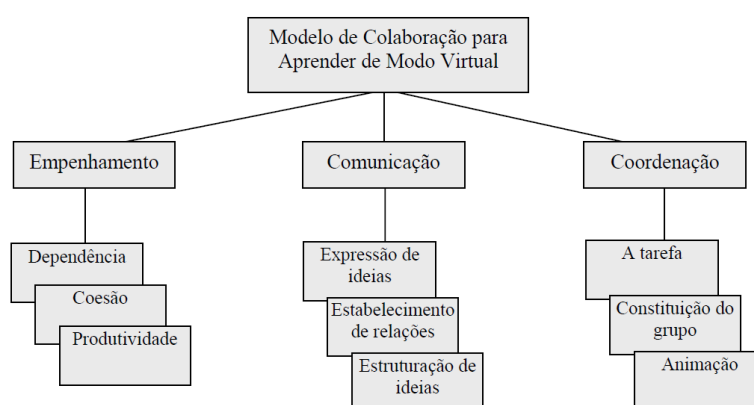 Modelo de Colaboração para
Aprender de Modo Virtual
Empenhamento
Comunicação
Coordenação
Dependência
Coesão
Produtividade
Expressão de
ideias
Estabelecimento
de relações
Estruturação de
ideias
A tarefa
Constituição do
grupo
Animação